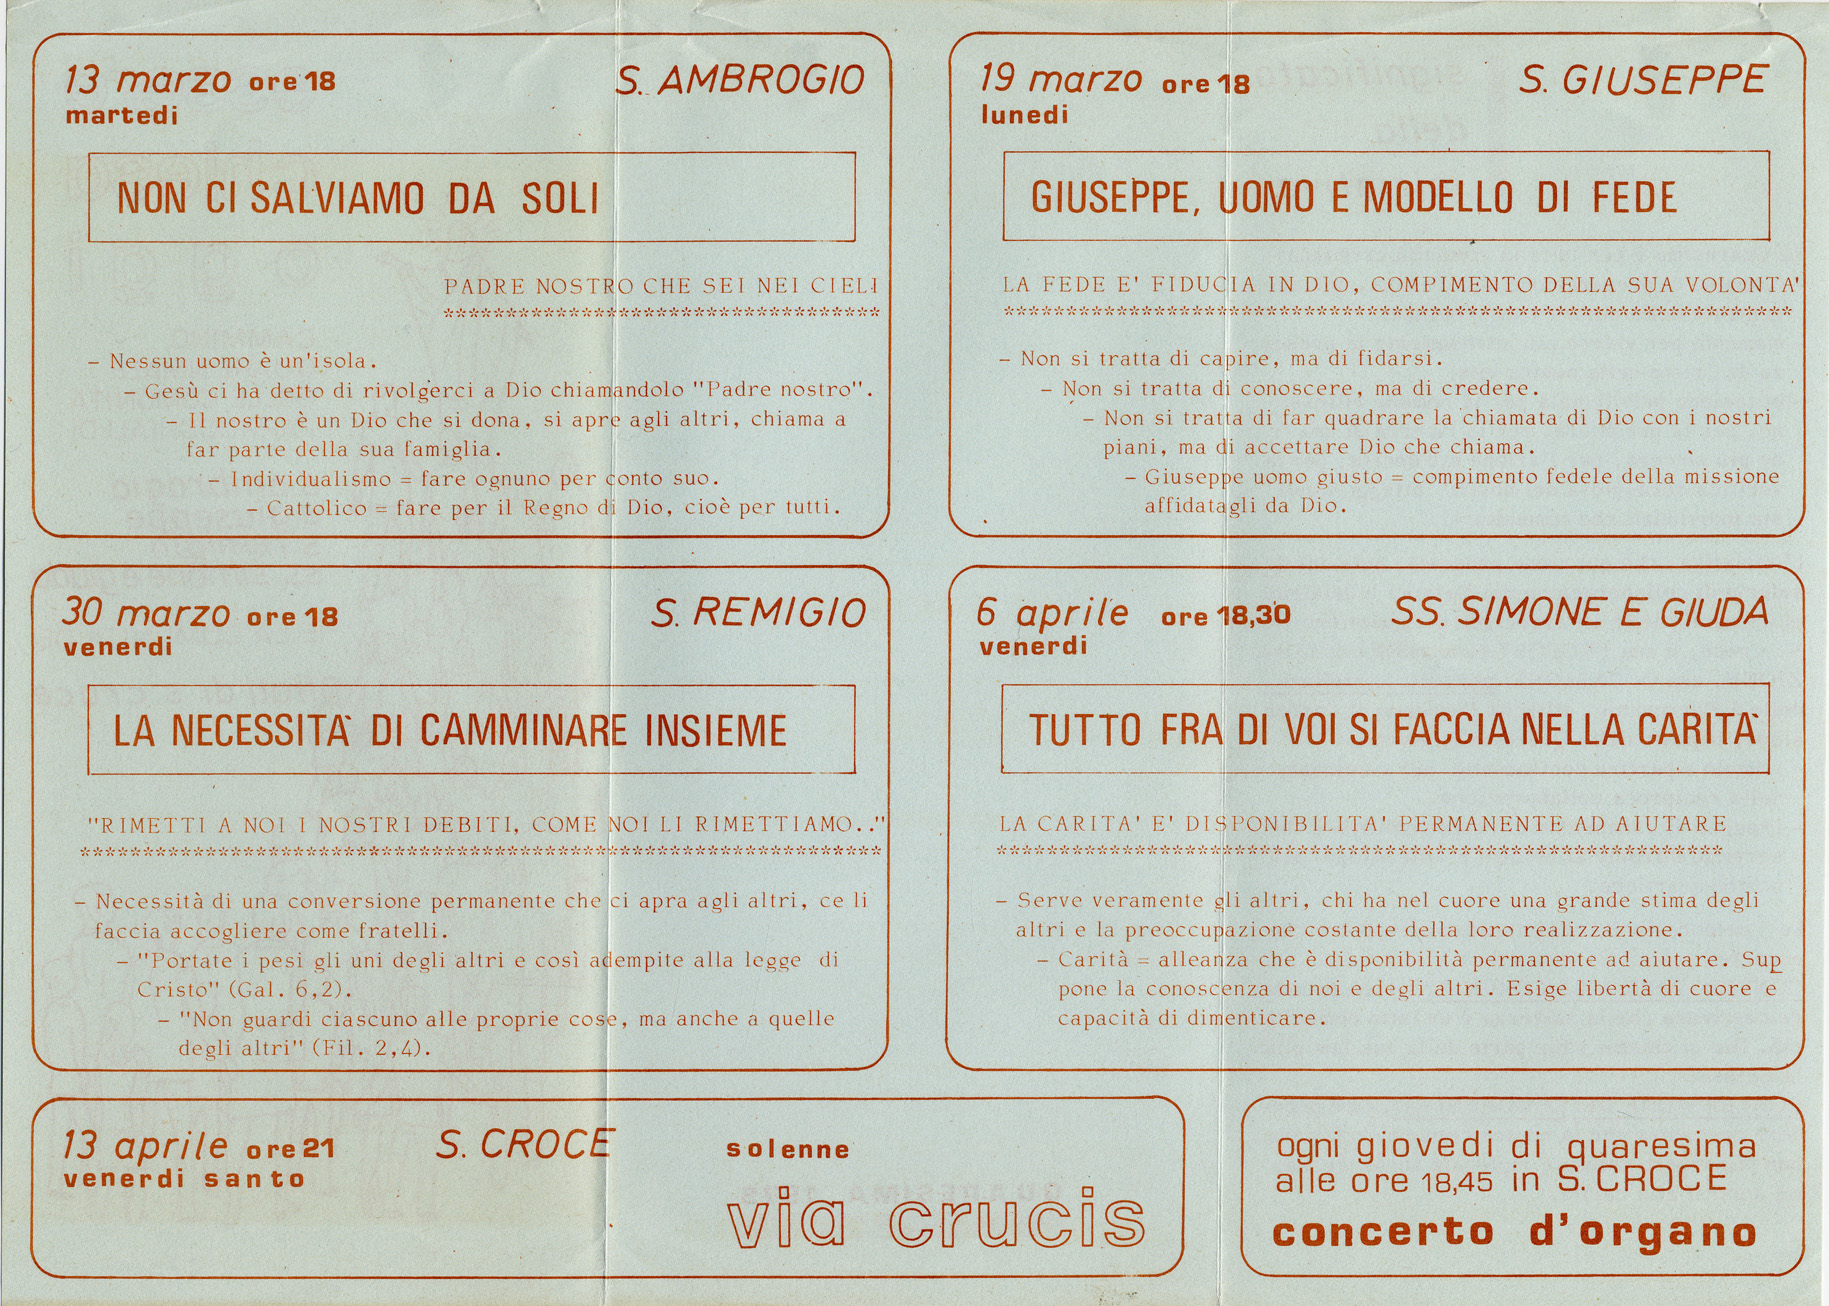 13 marzo ore 18 S. AMBROGIO
martedi
NON CI SALVIAMO DA SOLI
PADRE NOSTRO CHE SEI NEI CIELI
***********************************
- Nessun uomo è un'isola.
- Gesù ci ha detto di rivolgerci a Dio chiamandolo "Padre nostro".
- Il nostro è un Dio che si dona, si apre agli altri, chiama a
far parte della sua famiglia.
- Individualismo = fare ognuno per conto suo.
- Cattolico = fare per il Regno di Dio, cioè per tutti.
19 marzo ore 18 S. GIUSEPPE
lunedi
GIUSEPPE, UOMO E MODELLO DI FEDE
LA FEDE E' FIDUCIA IN DIO, COMPIMENTO DELLA SUA VOLONTA'
***************************************************************
- Non si tratta di capire, ma di fidarsi.
- Non si tratta di conoscere, ma di credere.
- Non si tratta di far quadrare la chiamata di Dio con i nostri
piani, ma di accettare Dio che chiama.
- Giuseppe uomo giusto = compimento fedele della missione
affidatagli da Dio.
30 marzo ore 18 S. REMIGIO
venerdi
LA NECESSITA' DI CAMMINARE INSIEME
"RIMETTI A NOI I NOSTRI DEBITI, COME NOI LI RIMETTIAMO.."
****************************************************************
- Necessità di una conversione permanente che ci apra agli altri, ce li
faccia accogliere come fratelli.
- "Portate i pesi gli uni degli altri e così adempite alla legge di
Cristo" (Gal. 6,2).
- "Non guardi ciascuno alle proprie cose, ma anche a quelle
degli altri" (Fil. 2,4).
6 aprile ore 18,30 SS. SIMONE E GIUDA
venerdi
TUTTO FRA DI VOI SI FACCIA NELLA CARITA'
LA CARITA' E' DISPONIBILITA' PERMANENTE AD AIUTARE
**********************************************************
- Serve veramente gli altri, chi ha nel cuore una grande stima degli
altri e la preoccupazione costante della loro realizzazione.
- Carità = alleanza che è disponibilità permanente ad aiutare. Sup
pone la conoscenza di noi e degli altri. Esige libertà di cuore e
capacità di dimenticare.
13 aprile ore 21 S. CROCE solenne
venerdi santo
via crucis
ogni giovedi di quaresima
alle ore 18,45 in S. CROCE
concerto d'organo